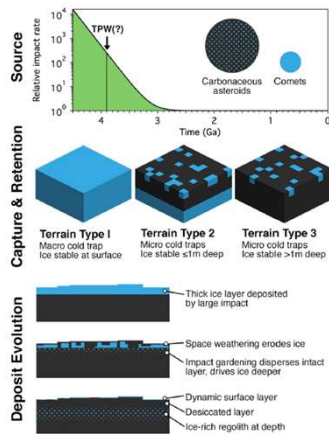 Source
Relative impact rate
10⁴
10³
10²
10¹
10⁰
TPW(?)
Carbonaceous
asteroids
Comets
4
3
2
1
0
Time (Ga)
Capture & Retention
Terrain Type I
Macro cold trap
Ice stable at surface
Terrain Type 2
Micro cold traps
Ice stable ≤1m deep
Terrain Type 3
Micro cold traps
Ice stable >1m deep
Deposit Evolution
Thick ice layer deposited
by large impact
Space weathering erodes ice
Impact gardening disperses intact
layer, drives ice deeper
Dynamic surface layer
Desiccated layer
Ice-rich regolith at depth